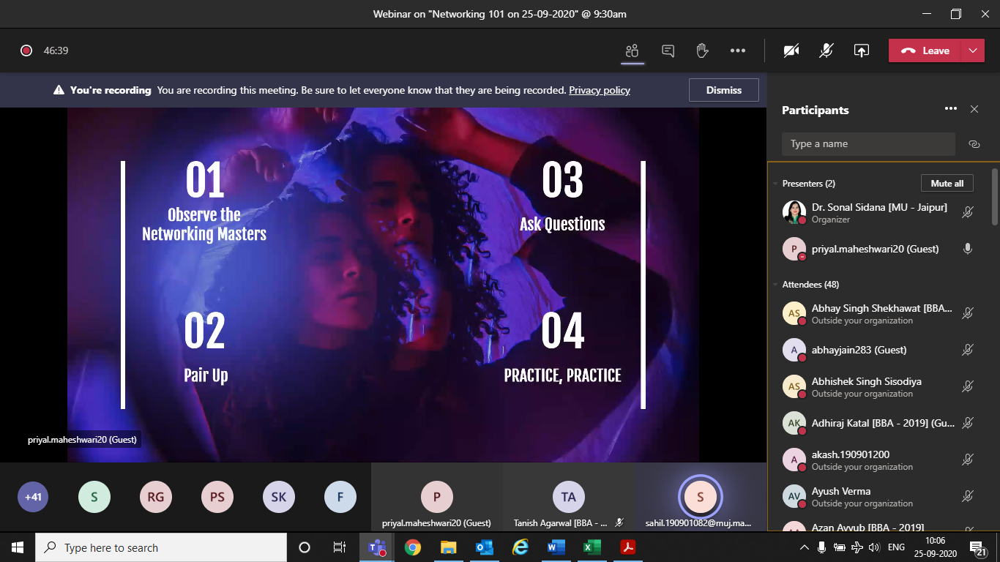 Webinar on "Networking 101 on 25-09-2020" @ 9:30am
46:39
Leave
You're recording You are recording this meeting. Be sure to let everyone know that they are being recorded. Privacy policy
Dismiss
01
Observe the
Networking Masters
02
Pair Up
03
Ask Questions
04
PRACTICE, PRACTICE
priyal.maheshwari20 (Guest)
+41
S
RG
PS
SK
F
P
priyal.maheshwari20 (Guest)
TA
Tanish Agarwal [BBA - ...
S
sahil.190901082@muj.ma...
Participants
Type a name
Presenters (2)
Mute all
Dr. Sonal Sidana [MU - Jaipur]
Organizer
P
priyal.maheshwari20 (Guest)
Attendees (48)
AS
Abhay Singh Shekhawat [BBA...
Outside your organization
A
abhayjain283 (Guest)
AS
Abhishek Singh Sisodiya
Outside your organization
AK
Adhiraj Katal [BBA - 2019] (Gu...
A
akash.190901200
Outside your organization
AV
Ayush Verma
Outside your organization
Azan Ayyub [BBA - 2019]
Type here to search
ENG
10:06
25-09-2020
21